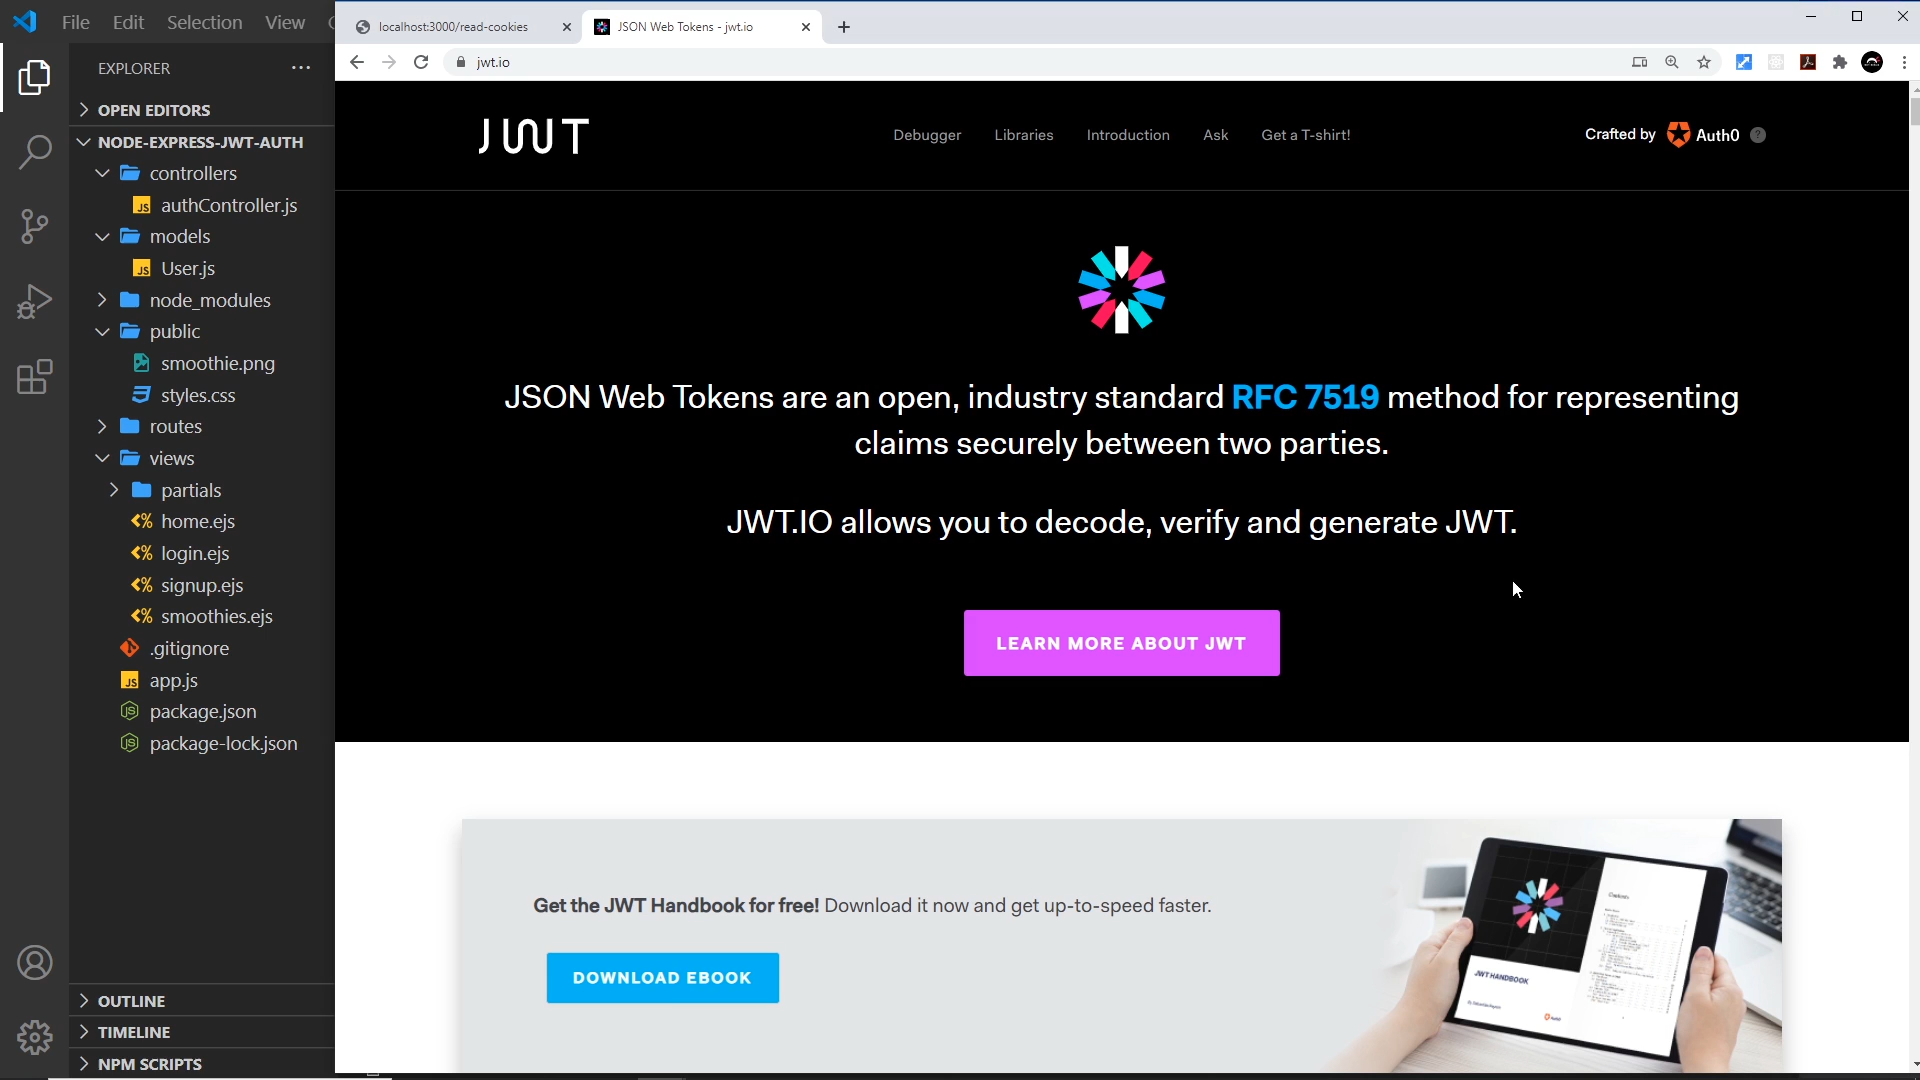 File Edit Selection View
EXPLORER
OPEN EDITORS
NODE-EXPRESS-JWT-AUTH
controllers
authController.js
models
User.js
node_modules
public
smoothie.png
styles.css
routes
views
partials
home.ejs
login.ejs
signup.ejs
smoothies.ejs
.gitignore
app.js
package.json
package-lock.json
OUTLINE
TIMELINE
NPM SCRIPTS
localhost:3000/read-cookies
JSON Web Tokens - jwt.io
jwt.io
JWT
Debugger Libraries Introduction Ask Get a T-shirt!
Crafted by Auth0 ?
JSON Web Tokens are an open, industry standard RFC 7519 method for representing
claims securely between two parties.
JWT.IO allows you to decode, verify and generate JWT.
LEARN MORE ABOUT JWT
Get the JWT Handbook for free! Download it now and get up-to-speed faster.
DOWNLOAD EBOOK
JWT HANDBOOK